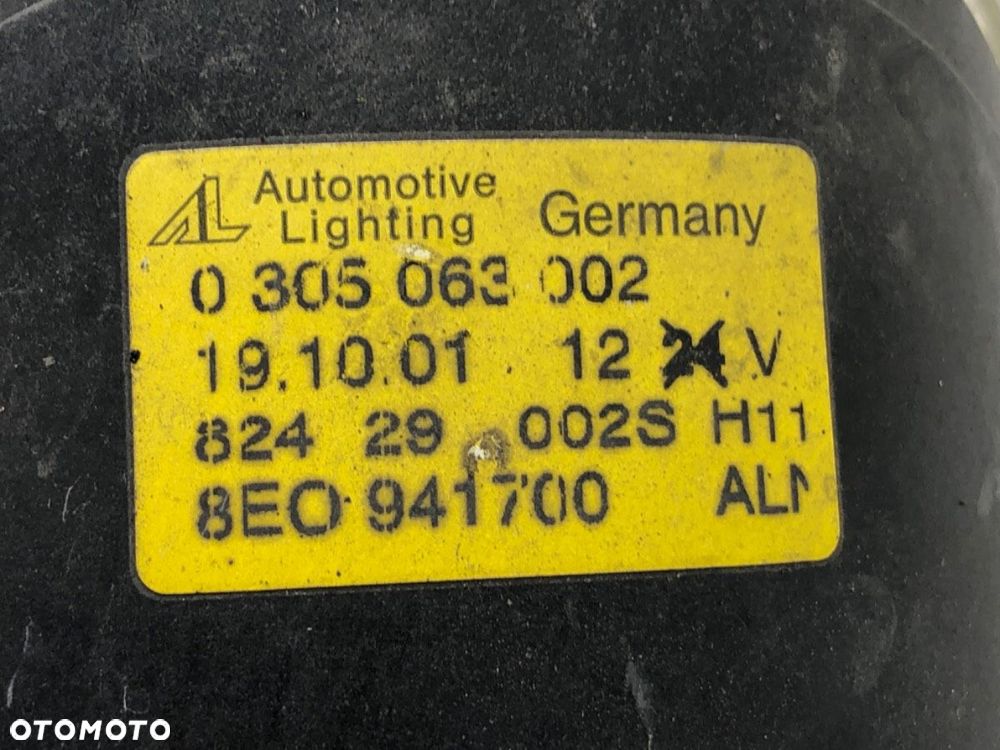 AL Automotive
Lighting Germany
0 305 063 002
19.10.01 12 24 V
824 29 002S H11
8E0 941700 ALN
OTOMOTO